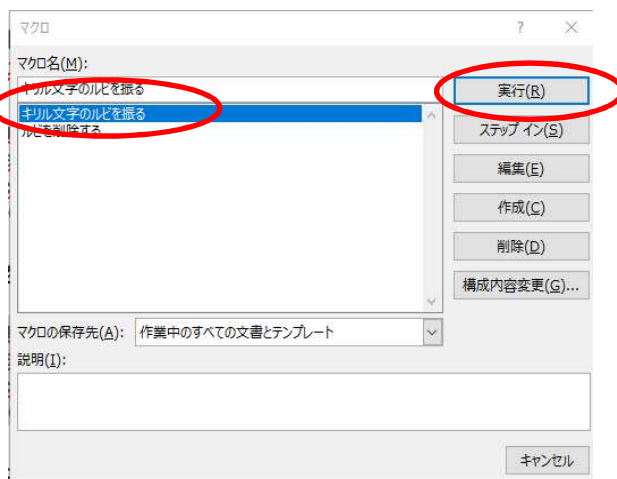 マクロ
? ×
マクロ名(M):
キリル文字のルビを振る
実行(R)
キリル文字のルビを振る
ルビを削除する
ステップ イン(S)
編集(E)
作成(C)
削除(D)
構成内容変更(G)...
マクロの保存先(A): 作業中のすべての文書とテンプレート
説明(I):
キャンセル